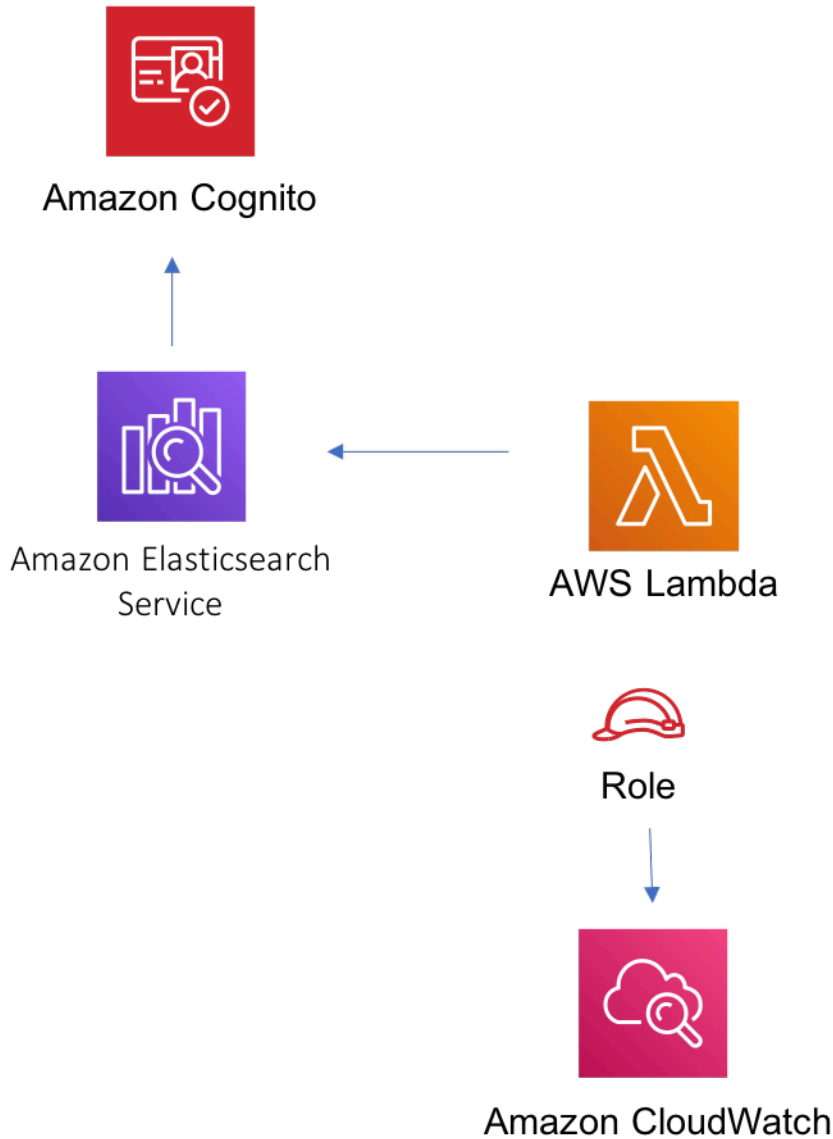 Amazon Cognito
Amazon Elasticsearch
Service
AWS Lambda
Role
Amazon CloudWatch